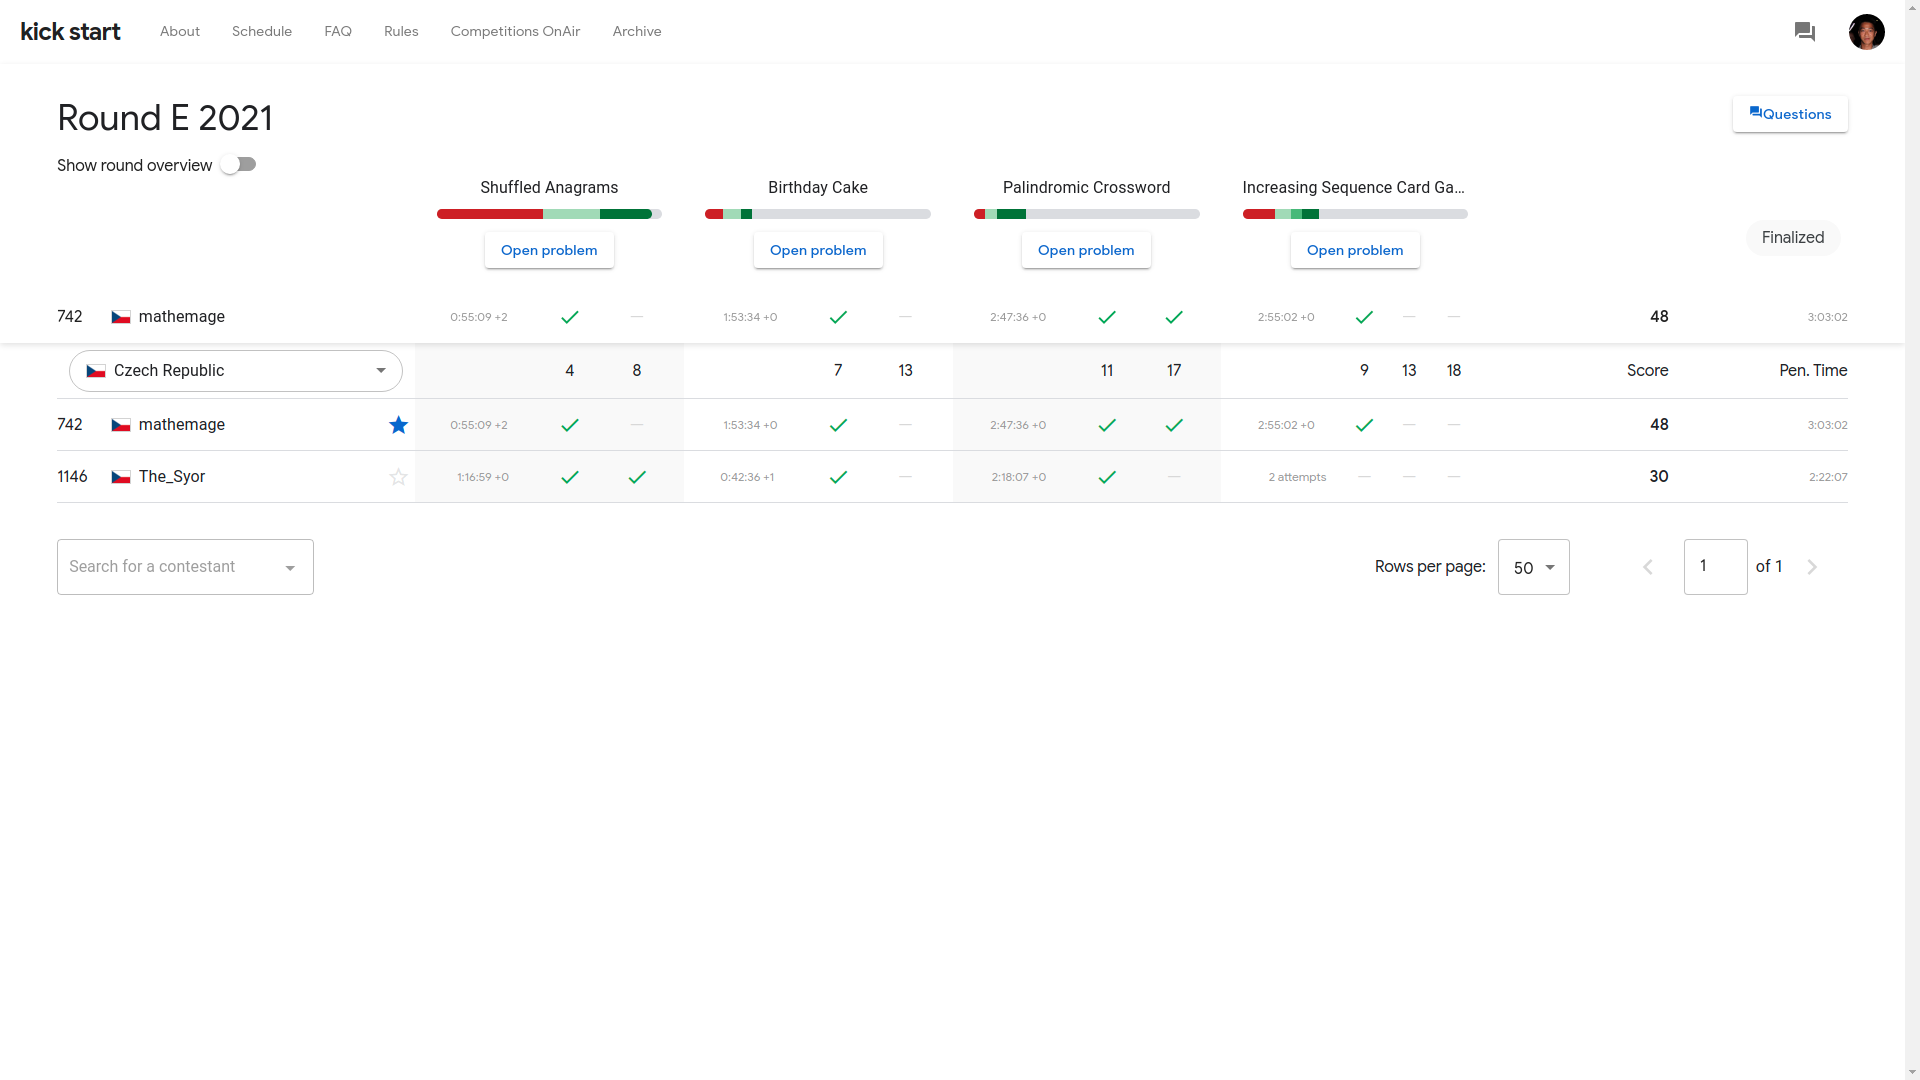 kick start About Schedule FAQ Rules Competitions OnAir Archive
Round E 2021
Questions
Show round overview
Shuffled Anagrams Birthday Cake Palindromic Crossword Increasing Sequence Card Ga...
Open problem Open problem Open problem Open problem
Finalized
742 mathemage 0:55:09 +2 — 1:53:34 +0 — 2:47:36 +0 2:55:02 +0 — — 48 3:03:02
Czech Republic 4 8 7 13 11 17 9 13 18 Score Pen. Time
742 mathemage 0:55:09 +2 — 1:53:34 +0 — 2:47:36 +0 2:55:02 +0 — — 48 3:03:02
1146 The_Syor 1:16:59 +0 0:42:36 +1 — 2:18:07 +0 — 2 attempts — — — 30 2:22:07
Search for a contestant Rows per page: 50 1 of 1